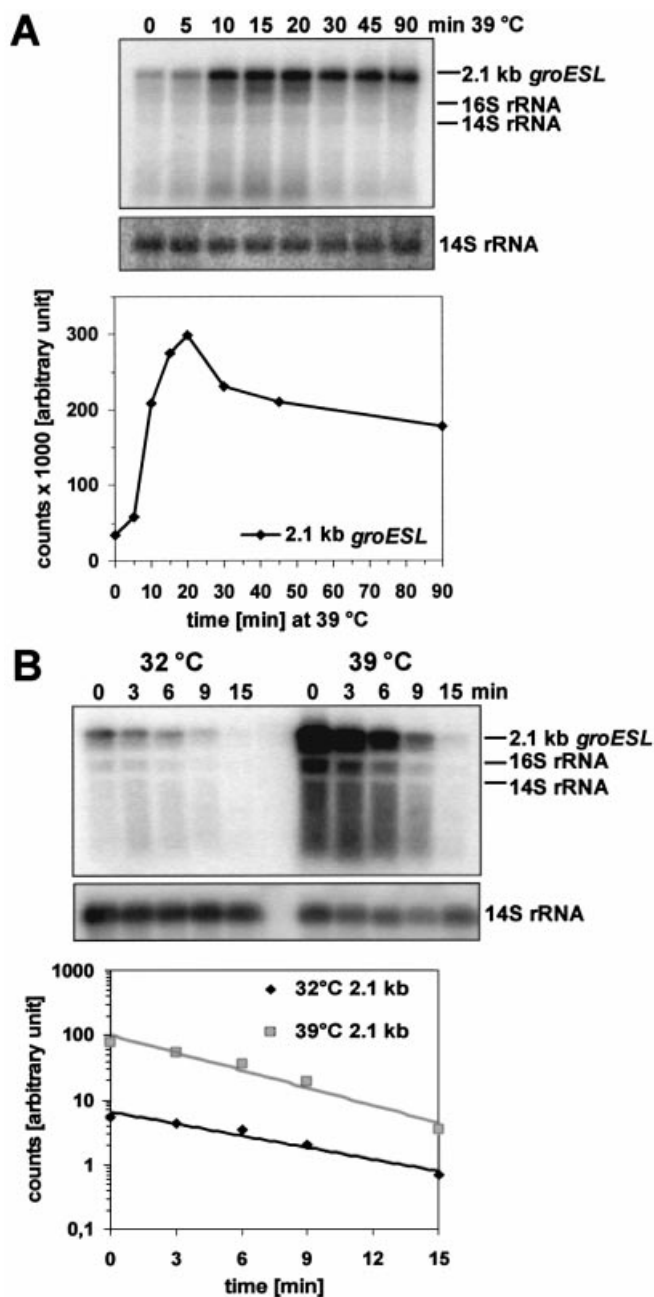 A
0 5 10 15 20 30 45 90 min 39 °C
2.1 kb groESL
16S rRNA
14S rRNA
14S rRNA
counts x 1000 [arbitrary unit]
300
200
100
0
2.1 kb groESL
0 10 20 30 40 50 60 70 80 90
time [min] at 39 °C
B
32 °C 39 °C
0 3 6 9 15 0 3 6 9 15 min
2.1 kb groESL
16S rRNA
14S rRNA
14S rRNA
counts [arbitrary unit]
1000
100
10
1
0,1
32°C 2.1 kb
39°C 2.1 kb
0 3 6 9 12 15
time [min]